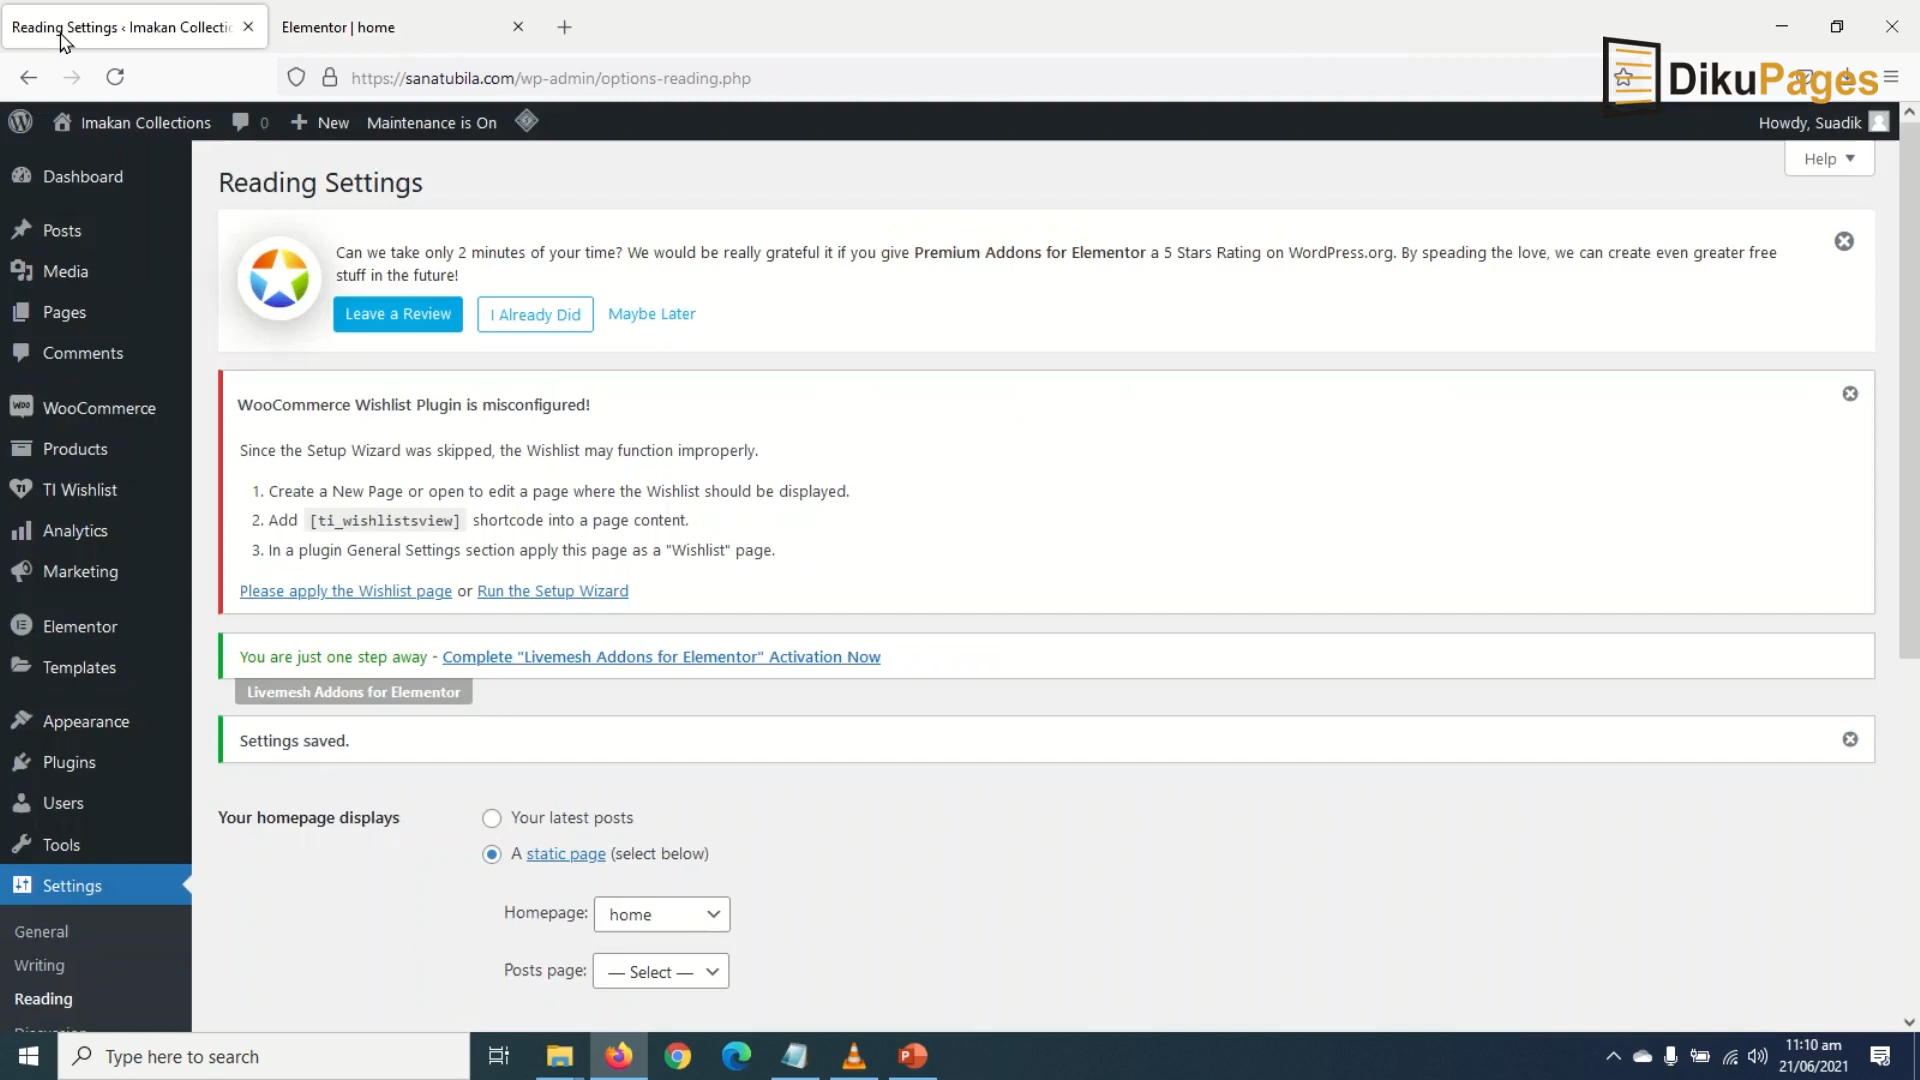 Reading Settings ‹ Imakan Collectio
Elementor | home
https://sanatubila.com/wp-admin/options-reading.php
DikuPages
Imakan Collections
0
New
Maintenance is On
Howdy, Suadik
Help
Dashboard
Posts
Media
Pages
Comments
WooCommerce
Products
TI Wishlist
Analytics
Marketing
Elementor
Templates
Appearance
Plugins
Users
Tools
Settings
General
Writing
Reading
Discussion
Reading Settings
Can we take only 2 minutes of your time? We would be really grateful it if you give Premium Addons for Elementor a 5 Stars Rating on WordPress.org. By speading the love, we can create even greater free
stuff in the future!
Leave a Review
I Already Did
Maybe Later
WooCommerce Wishlist Plugin is misconfigured!
Since the Setup Wizard was skipped, the Wishlist may function improperly.
1. Create a New Page or open to edit a page where the Wishlist should be displayed.
2. Add [ti_wishlistsview] shortcode into a page content.
3. In a plugin General Settings section apply this page as a "Wishlist" page.
Please apply the Wishlist page or Run the Setup Wizard
You are just one step away - Complete "Livemesh Addons for Elementor" Activation Now
Livemesh Addons for Elementor
Settings saved.
Your homepage displays
Your latest posts
A static page (select below)
Homepage: home
Posts page: — Select —
Type here to search
11:10 am
21/06/2021